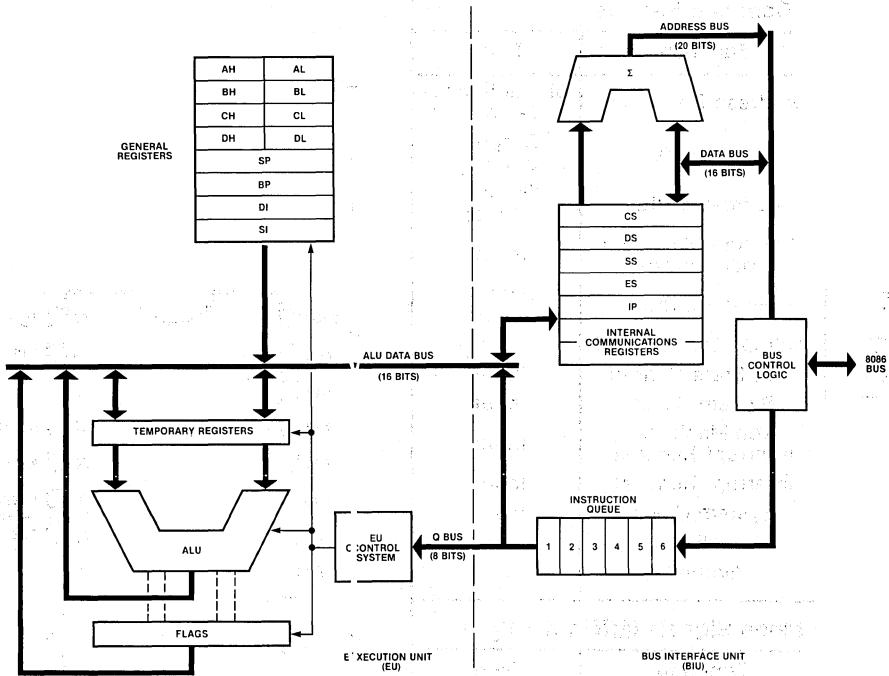 ADDRESS BUS
(20 BITS)
Σ
DATA BUS
(16 BITS)
GENERAL
REGISTERS
AH AL
BH BL
CH CL
DH DL
SP
BP
DI
SI
CS
DS
SS
ES
IP
INTERNAL
COMMUNICATIONS
REGISTERS
BUS
CONTROL
LOGIC
8086
BUS
ALU DATA BUS
(16 BITS)
TEMPORARY REGISTERS
ALU
FLAGS
EU
CONTROL
SYSTEM
Q BUS
(8 BITS)
INSTRUCTION
QUEUE
1 2 3 4 5 6
E XECUTION UNIT
(EU)
BUS INTERFACE UNIT
(BIU)